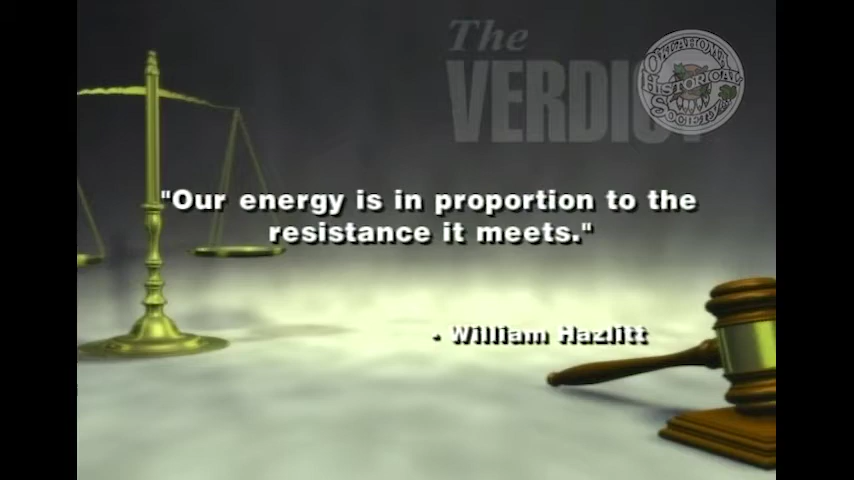 The
VERDICT
OKLAHOMA
HISTORICAL
SOCIETY
"Our energy is in proportion to the
resistance it meets."
- William Hazlitt